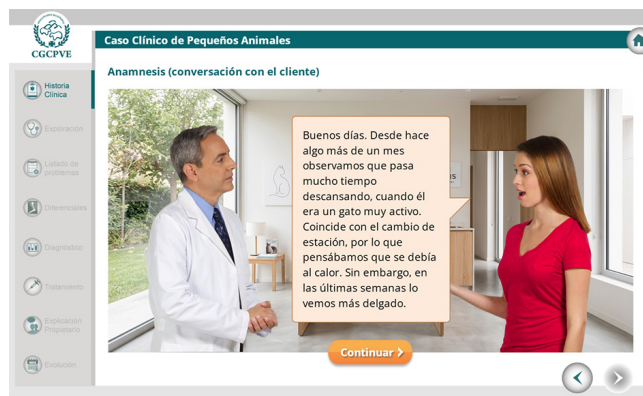 CGCPVE
Caso Clínico de Pequeños Animales
Anamnesis (conversación con el cliente)
Historia
Clínica
Exploración
Listado de
problemas
Diferenciales
Diagnóstico
Tratamiento
Explicación
Propietario
Evolución
Buenos días. Desde hace
algo más de un mes
observamos que pasa
mucho tiempo
descansando, cuando él
era un gato muy activo.
Coincide con el cambio de
estación, por lo que
pensábamos que se debía
al calor. Sin embargo, en
las últimas semanas lo
vemos más delgado.
Continuar